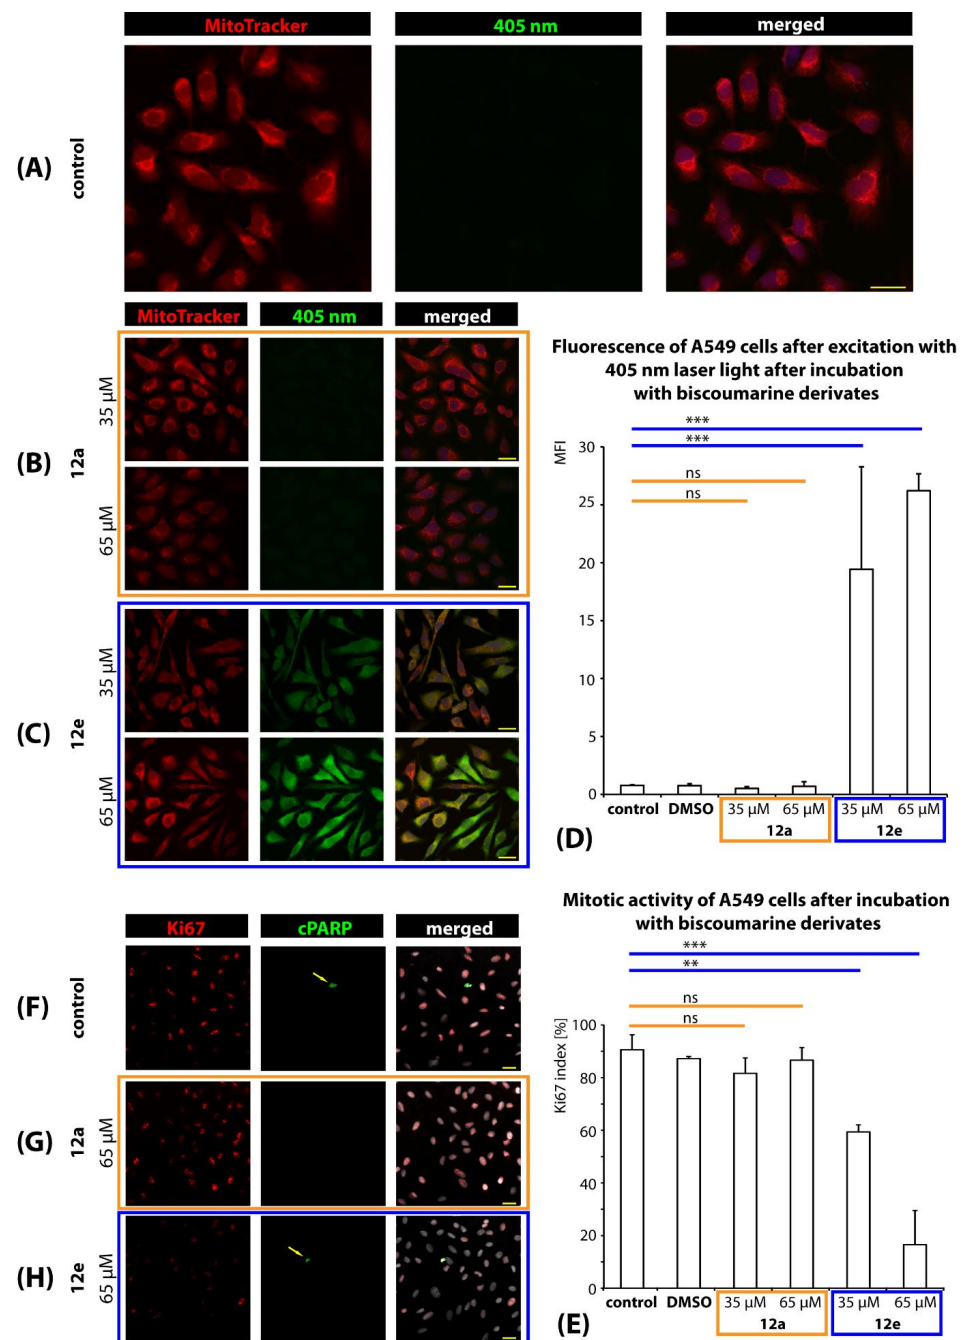 MitoTracker 405 nm merged
(A) control
MitoTracker 405 nm merged
(B) 12a 35 µM
65 µM
(C) 12e 35 µM
65 µM
Fluorescence of A549 cells after excitation with
405 nm laser light after incubation
with biscoumarine derivates
***
***
ns
ns
MFI
30
25
20
15
10
5
0
control DMSO 35 µM 65 µM 35 µM 65 µM
12a 12e
(D)
Ki67 cPARP merged
(F) control
(G) 12a 65 µM
(H) 12e 65 µM
Mitotic activity of A549 cells after incubation
with biscoumarine derivates
***
**
ns
ns
Ki67 index [%]
100
80
60
40
20
0
control DMSO 35 µM 65 µM 35 µM 65 µM
12a 12e
(E)